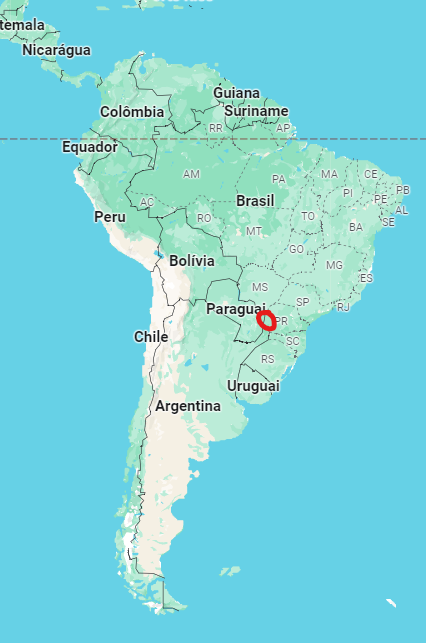 temala
Nicarágua
Guiana
Colômbia
Suriname
RR
AP
Equador
AM
PA
MA
CE
PI
PB
PE
AC
Brasil
AL
RO
TO
SE
Peru
MT
BA
GO
Bolívia
MG
ES
MS
SP
Paraguai
RJ
PR
Chile
SC
RS
Uruguai
Argentina